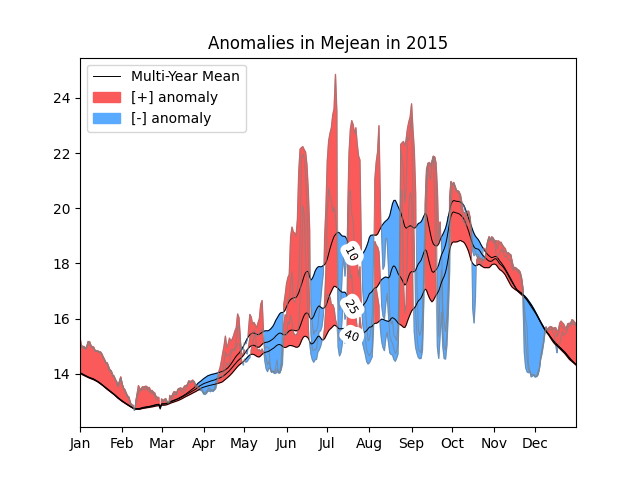 Anomalies in Mejean in 2015
Multi-Year Mean
[+] anomaly
[-] anomaly
24
22
20
18
16
14
10
25
40
Jan Feb Mar Apr May Jun Jul Aug Sep Oct Nov Dec